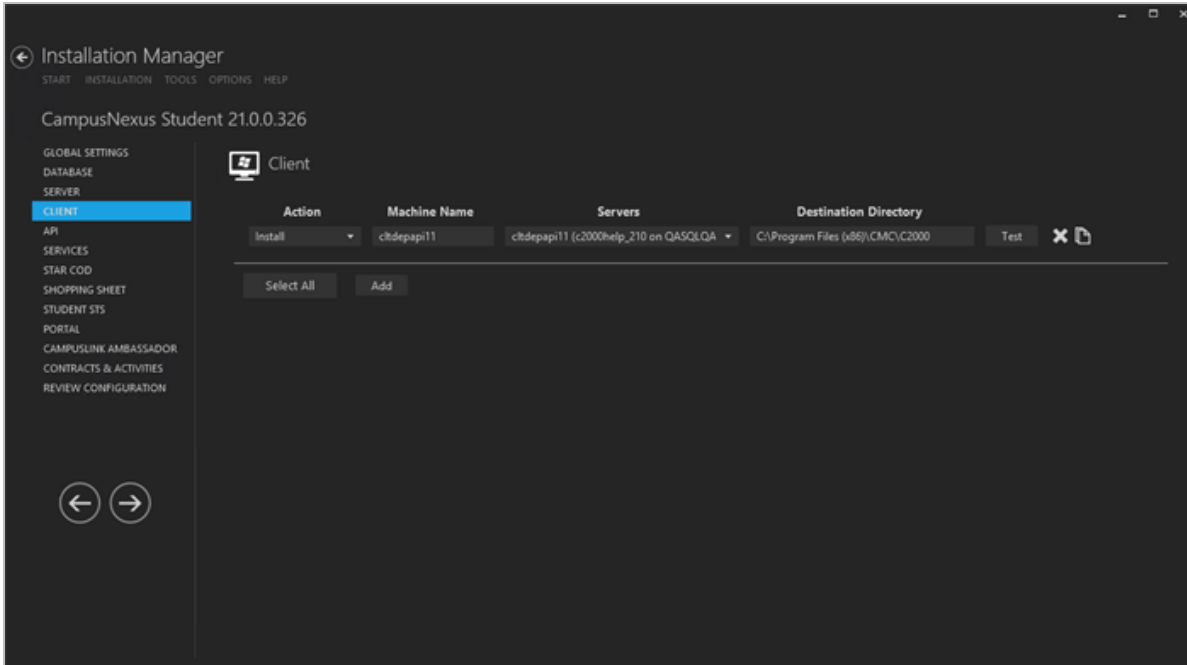 Installation Manager
START INSTALLATION TOOLS OPTIONS HELP
CampusNexus Student 21.0.0.326
GLOBAL SETTINGS
DATABASE
SERVER
CLIENT
API
SERVICES
STAR COD
SHOPPING SHEET
STUDENT STS
PORTAL
CAMPUSLINK AMBASSADOR
CONTRACTS & ACTIVITIES
REVIEW CONFIGURATION
Client
Action Machine Name Servers Destination Directory
Install cltdepapi11 cltdepapi11 (c2000help_210 on QASQLQA C:\Program Files (x86)\CMC\C2000 Test
Select All Add